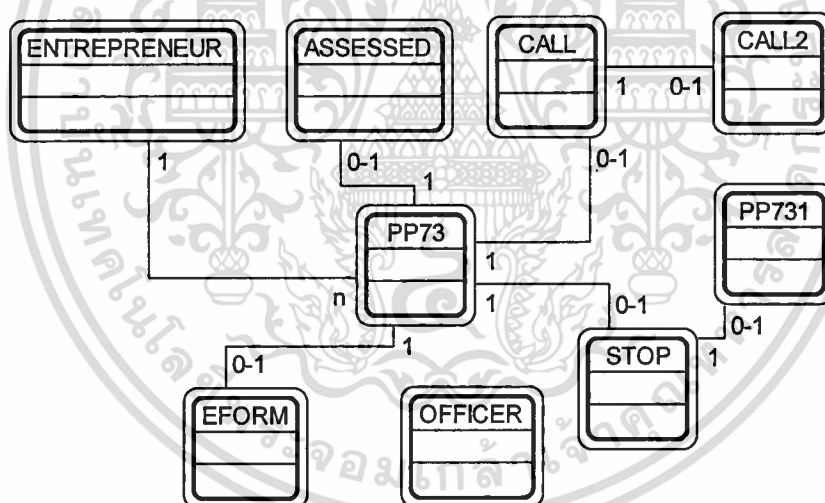 ENTREPRENEUR
ASSESSED
CALL
CALL2
1
0-1
1
0-1
1
0-1
PP731
PP73
1
n
1
0-1
0-1
1
STOP
1
0-1
EFORM
OFFICER